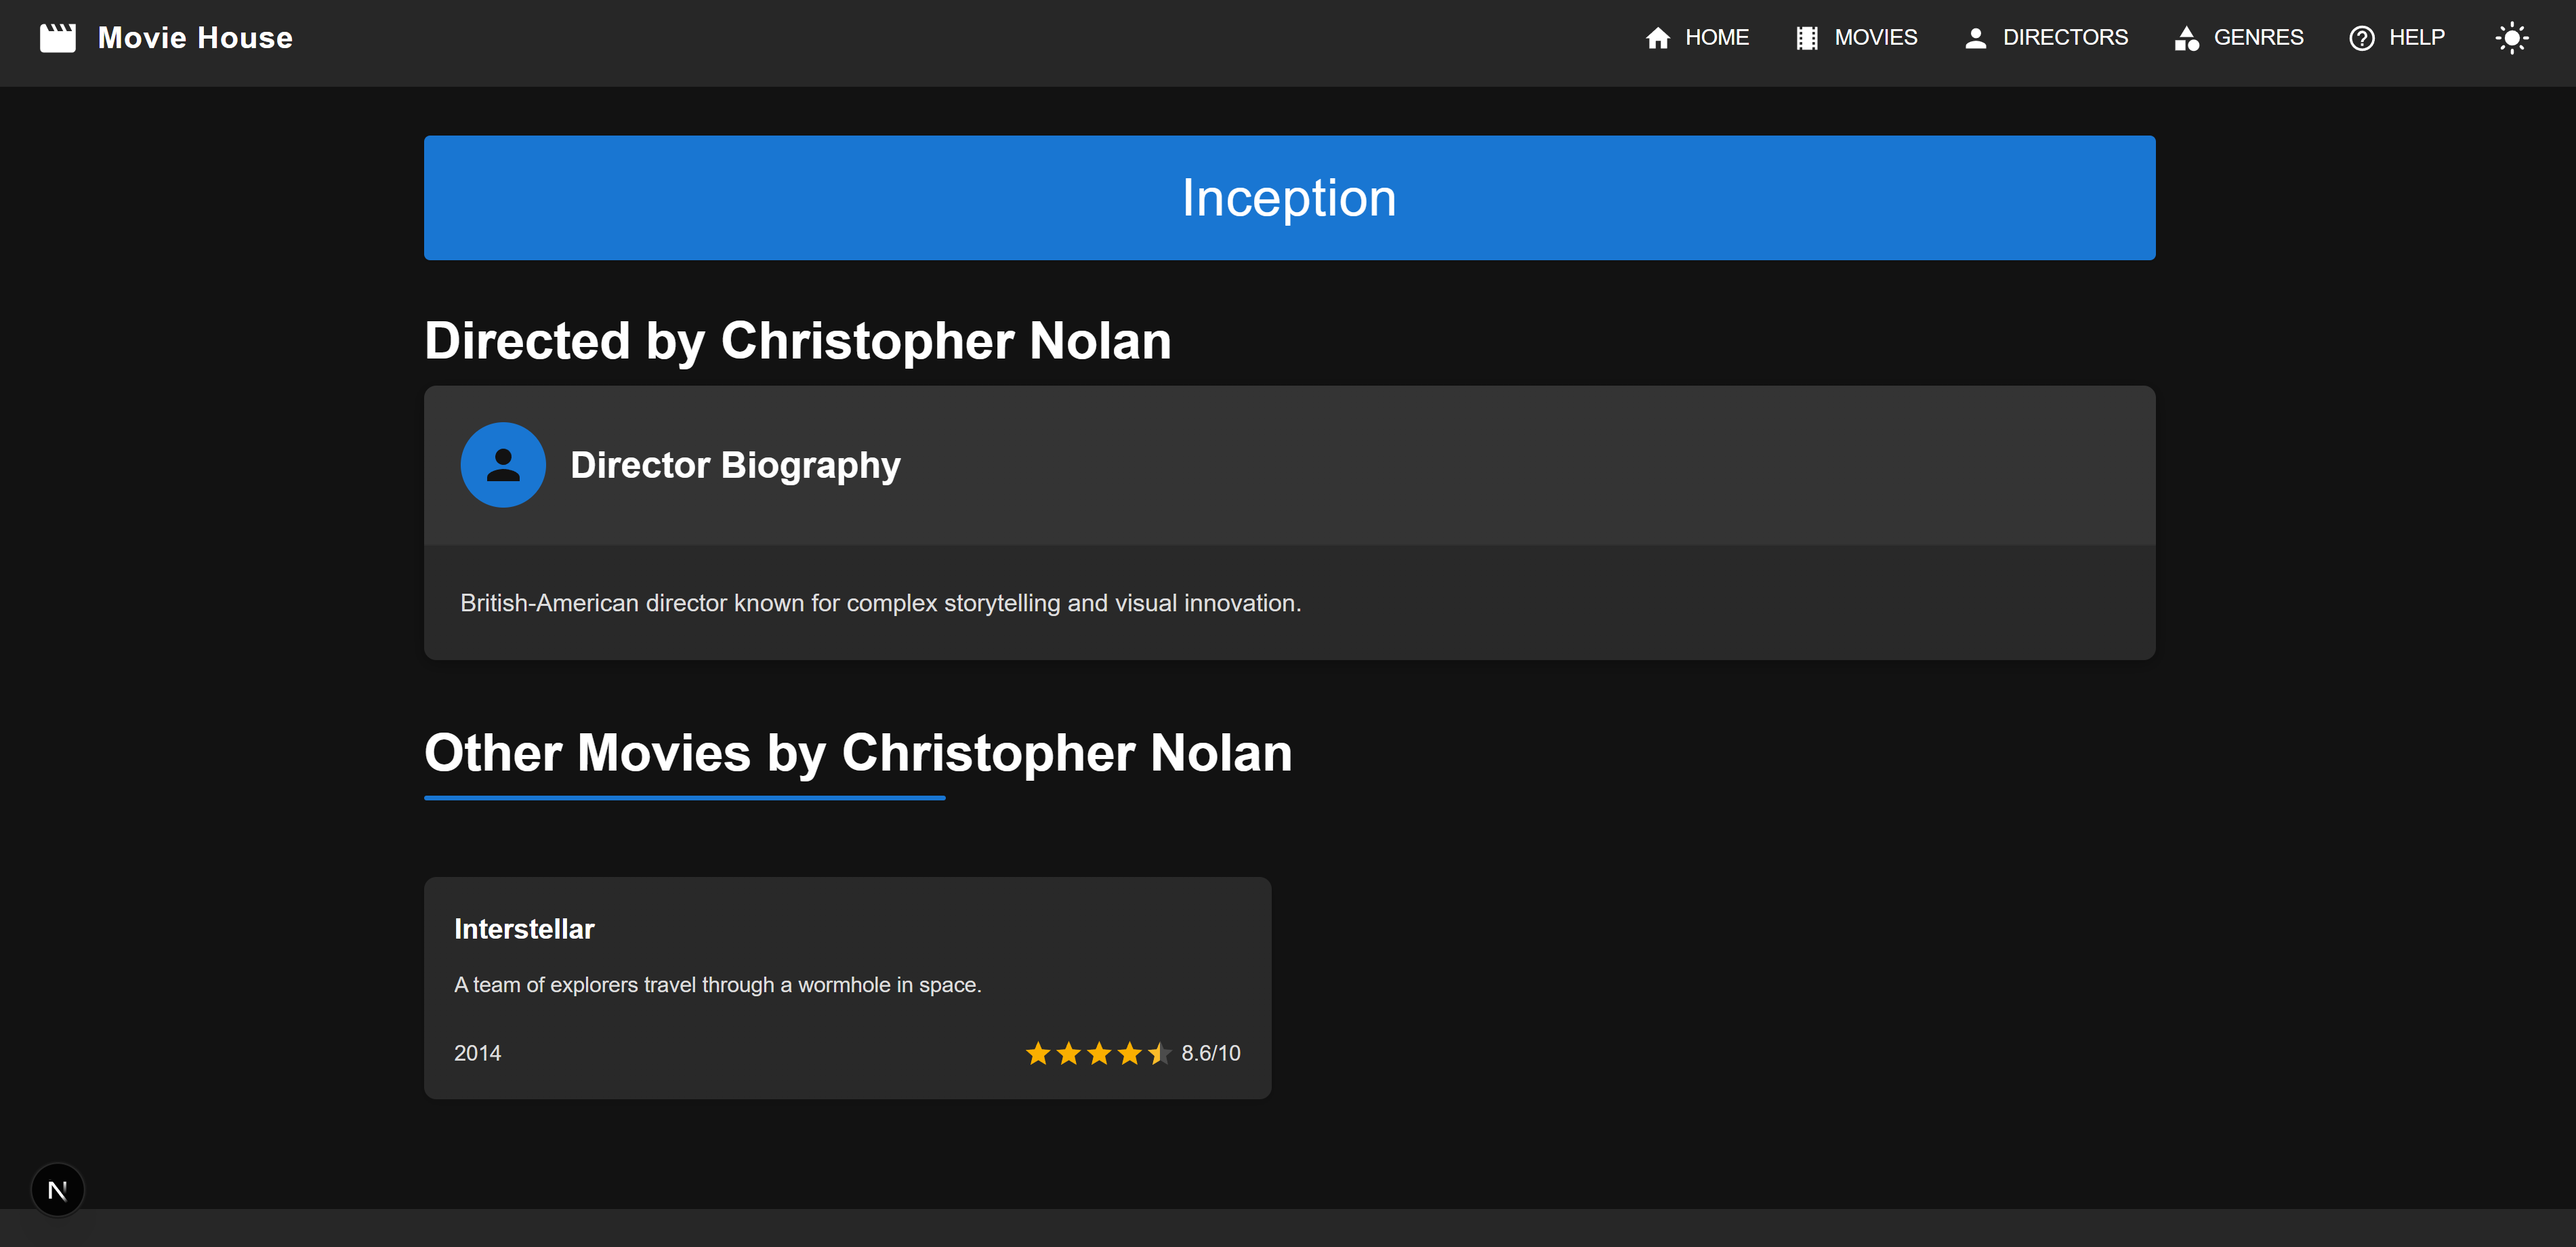 Movie House
HOME
MOVIES
DIRECTORS
GENRES
HELP
Inception
Directed by Christopher Nolan
Director Biography
British-American director known for complex storytelling and visual innovation.
Other Movies by Christopher Nolan
Interstellar
A team of explorers travel through a wormhole in space.
2014
8.6/10
N